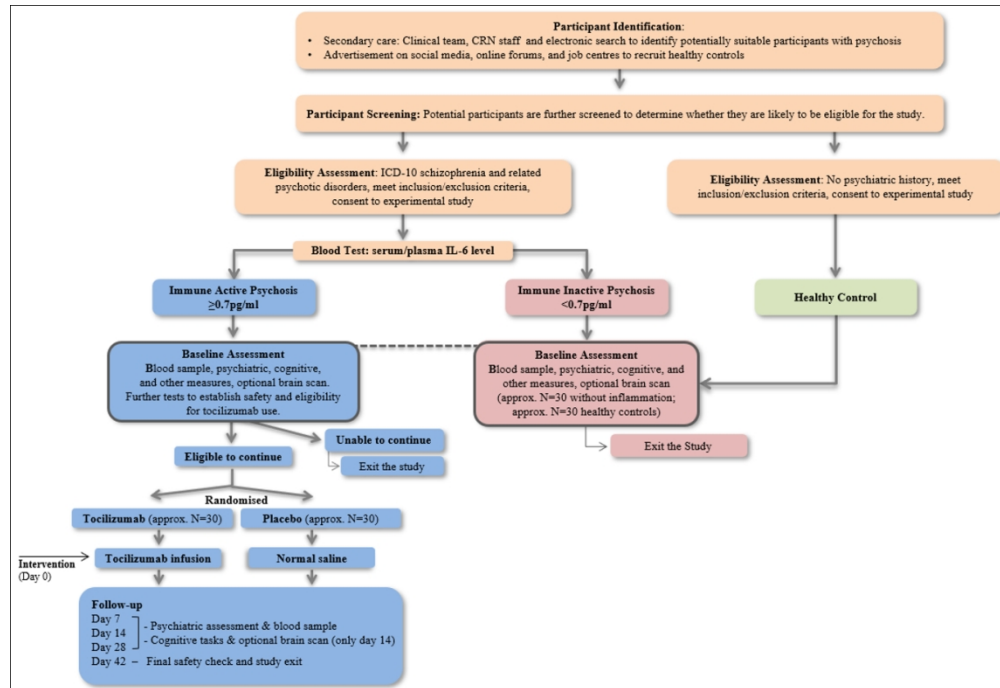 Participant Identification:
• Secondary care: Clinical team, CRN staff and electronic search to identify potentially suitable participants with psychosis
• Advertisement on social media, online forums, and job centres to recruit healthy controls
Participant Screening: Potential participants are further screened to determine whether they are likely to be eligible for the study.
Eligibility Assessment: ICD-10 schizophrenia and related
psychotic disorders, meet inclusion/exclusion criteria,
consent to experimental study
Eligibility Assessment: No psychiatric history, meet
inclusion/exclusion criteria, consent to experimental study
Blood Test: serum/plasma IL-6 level
Immune Active Psychosis
≥0.7pg/ml
Immune Inactive Psychosis
<0.7pg/ml
Healthy Control
Baseline Assessment
Blood sample, psychiatric, cognitive,
and other measures, optional brain scan.
Further tests to establish safety and eligibility
for tocilizumab use.
Baseline Assessment
Blood sample, psychiatric, cognitive, and
other measures, optional brain scan
(approx. N=30 without inflammation;
approx. N=30 healthy controls)
Unable to continue
Exit the study
Exit the Study
Eligible to continue
Randomised
Tocilizumab (approx. N=30)
Placebo (approx. N=30)
Intervention
(Day 0)
Tocilizumab infusion
Normal saline
Follow-up
Day 7
Day 14
Day 28
- Psychiatric assessment & blood sample
- Cognitive tasks & optional brain scan (only day 14)
Day 42 – Final safety check and study exit